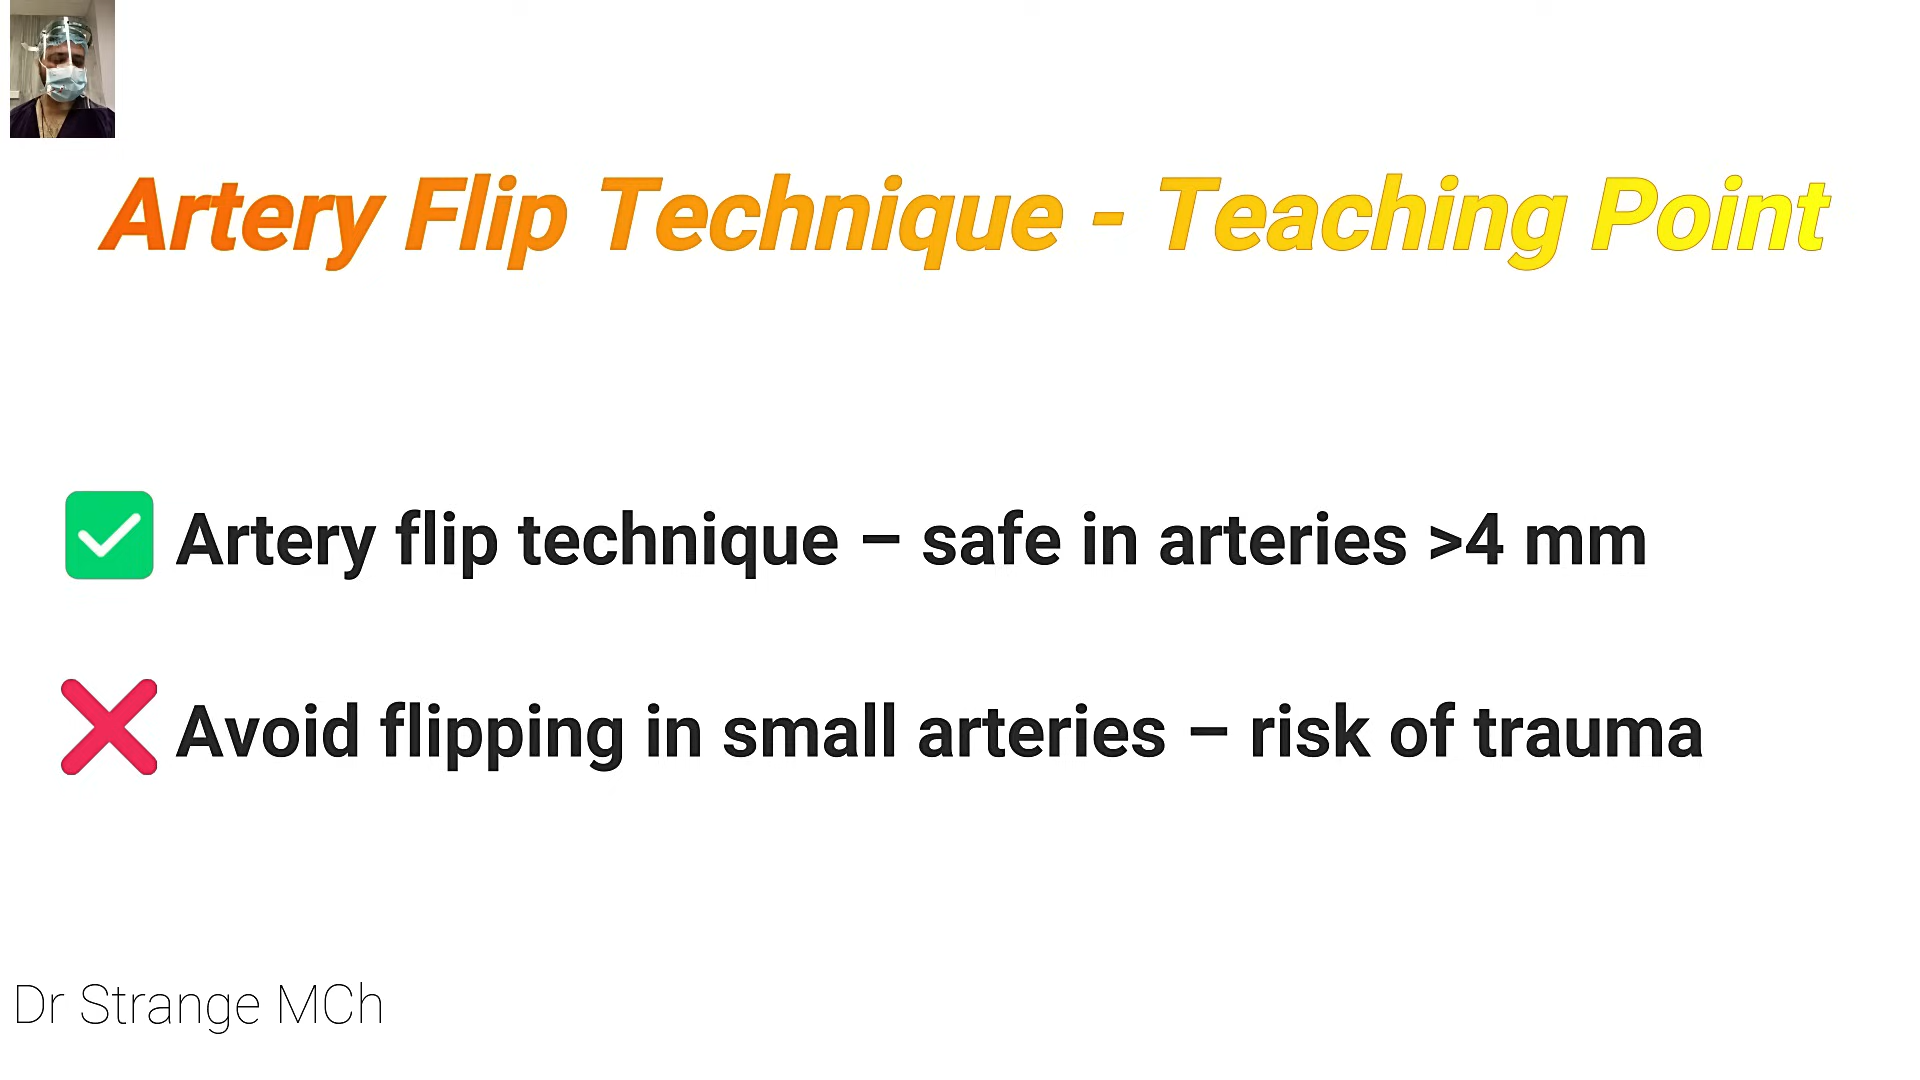 Artery Flip Technique - Teaching Point
✅ Artery flip technique – safe in arteries >4 mm
❌ Avoid flipping in small arteries – risk of trauma
Dr Strange MCh